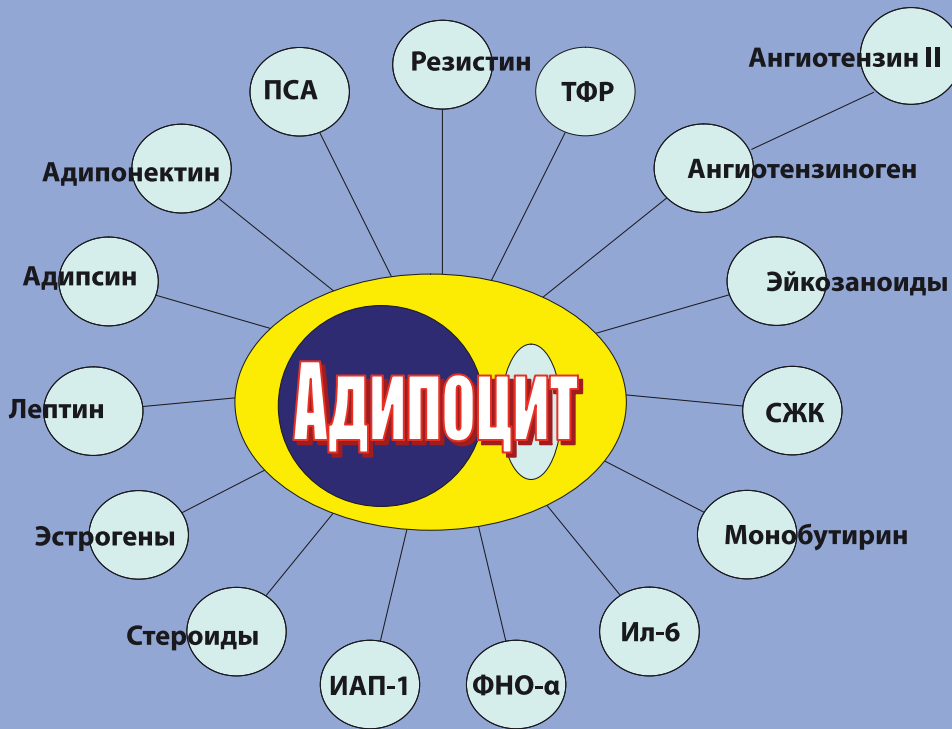 Ангиотензин II
Резистин
ПСА
ТФР
Адипонектин
Ангиотензиноген
Адипсин
Эйкозаноиды
Адипоцит
Лептин
СЖК
Эстрогены
Монобутирин
Стероиды
Ил-6
ИАП-1
ФНО-α